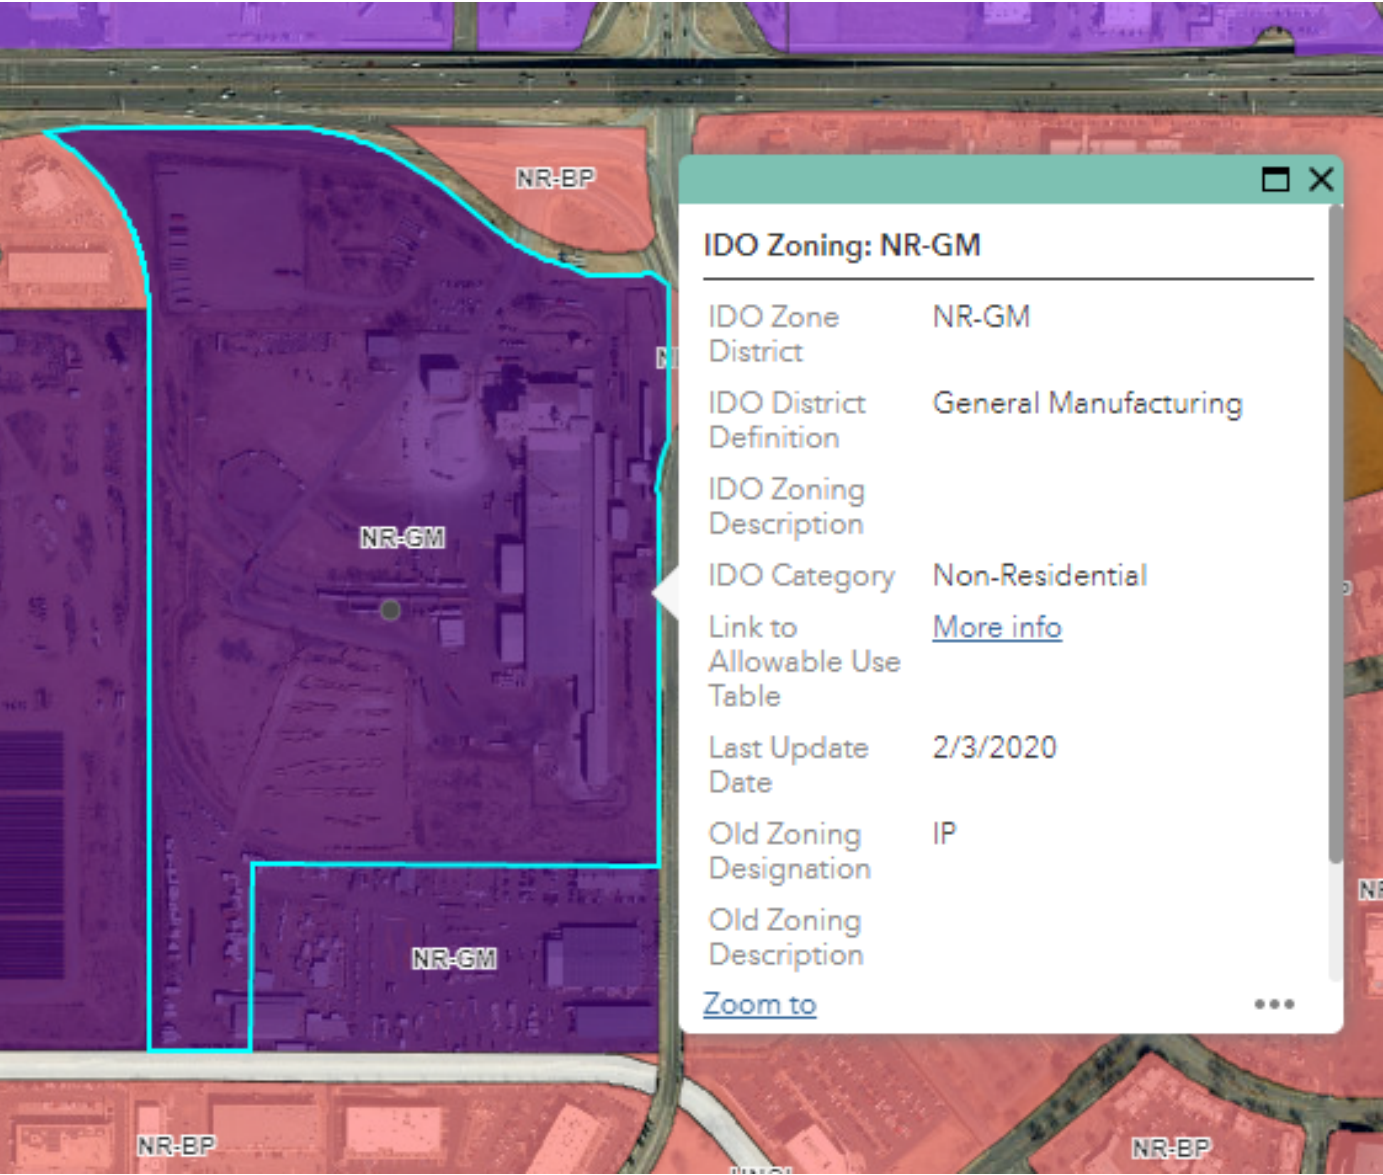 NR-BP
IDO Zoning: NR-GM
IDO Zone District
NR-GM
IDO District Definition
General Manufacturing
IDO Zoning Description
IDO Category
Non-Residential
Link to Allowable Use Table
More info
Last Update Date
2/3/2020
Old Zoning Designation
IP
Old Zoning Description
Zoom to
NR-GM
NR-GM
NR-BP
NR-BP